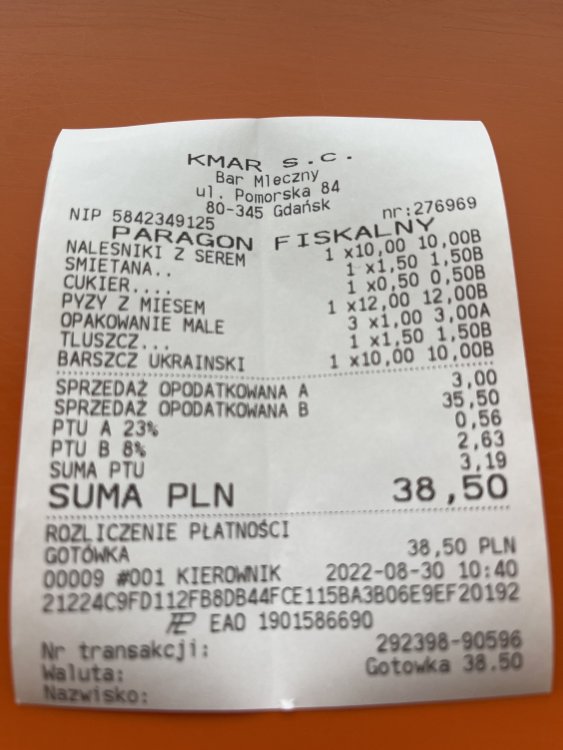 KMAR s.c.
Bar Mleczny
ul. Pomorska 84
80-345 Gdańsk
NIP 5842349125 nr:276969
PARAGON FISKALNY
NALESNIKI Z SEREM 1 x10,00 10,00B
SMIETANA.. 1 x1,50 1,50B
CUKIER.... 1 x0,50 0,50B
PYZY Z MIESEM 1 x12,00 12,00B
OPAKOWANIE MALE 3 x1,00 3,00A
TLUSZCZ... 1 x1,50 1,50B
BARSZCZ UKRAINSKI 1 x10,00 10,00B
SPRZEDAŻ OPODATKOWANA A 3,00
SPRZEDAŻ OPODATKOWANA B 35,50
PTU A 23% 0,56
PTU B 8% 2,63
SUMA PTU 3,19
SUMA PLN 38,50
ROZLICZENIE PŁATNOŚCI
GOTÓWKA 38,50 PLN
00009 #001 KIEROWNIK 2022-08-30 10:40
21224C9FD112FB8DB44FCE115BA3B06E9EF20192
EAO 1901586690
Nr transakcji: 292398-90596
Waluta: Gotowka 38.50
Nazwisko: